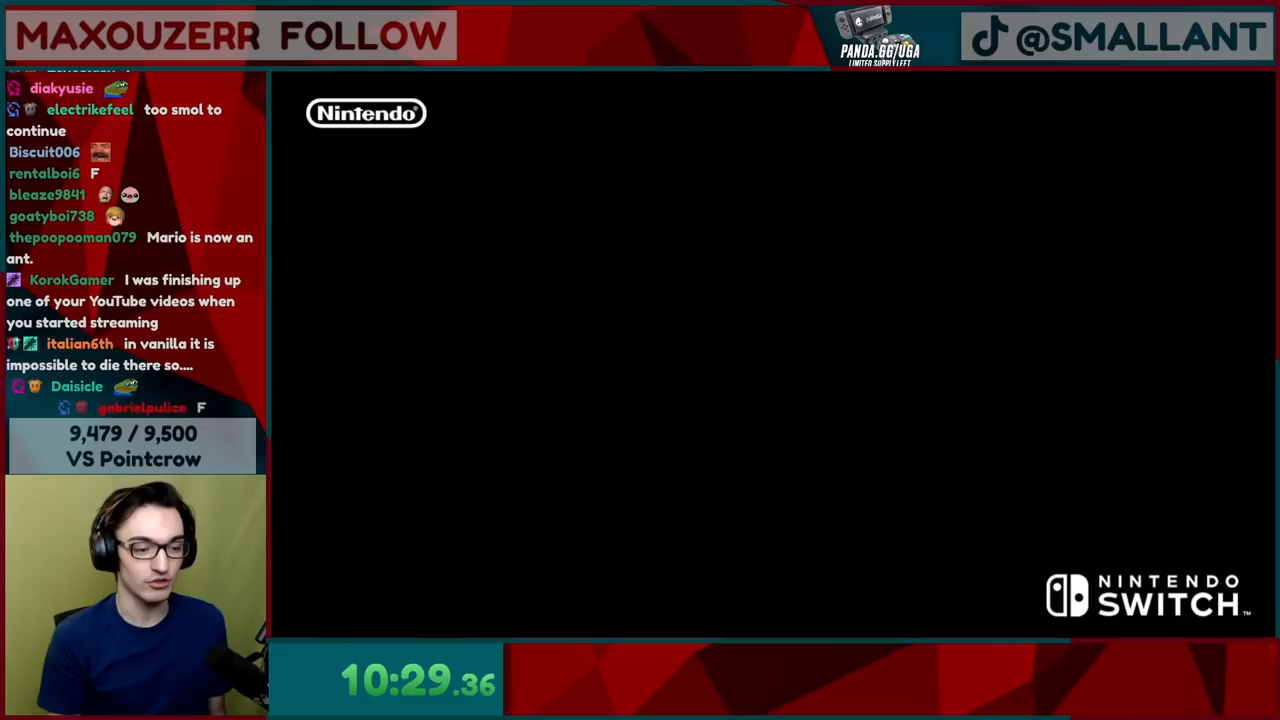 MAXOUZERR FOLLOW
PANDA.GG/UGA
LIMITED SUPPLY LEFT
@SMALLANT
diakyusie
electrikefeel too smol to
continue
Biscuit006
rentalboi6 F
bleaze9841
goatyboi738
thepoopooman079 Mario is now an
ant.
KorokGamer I was finishing up
one of your YouTube videos when
you started streaming
italian6th in vanilla it is
impossible to die there so....
Daisicle
gabrielpulica F
9,479 / 9,500
VS Pointcrow
Nintendo®
NINTENDO
SWITCH™
10:29.36